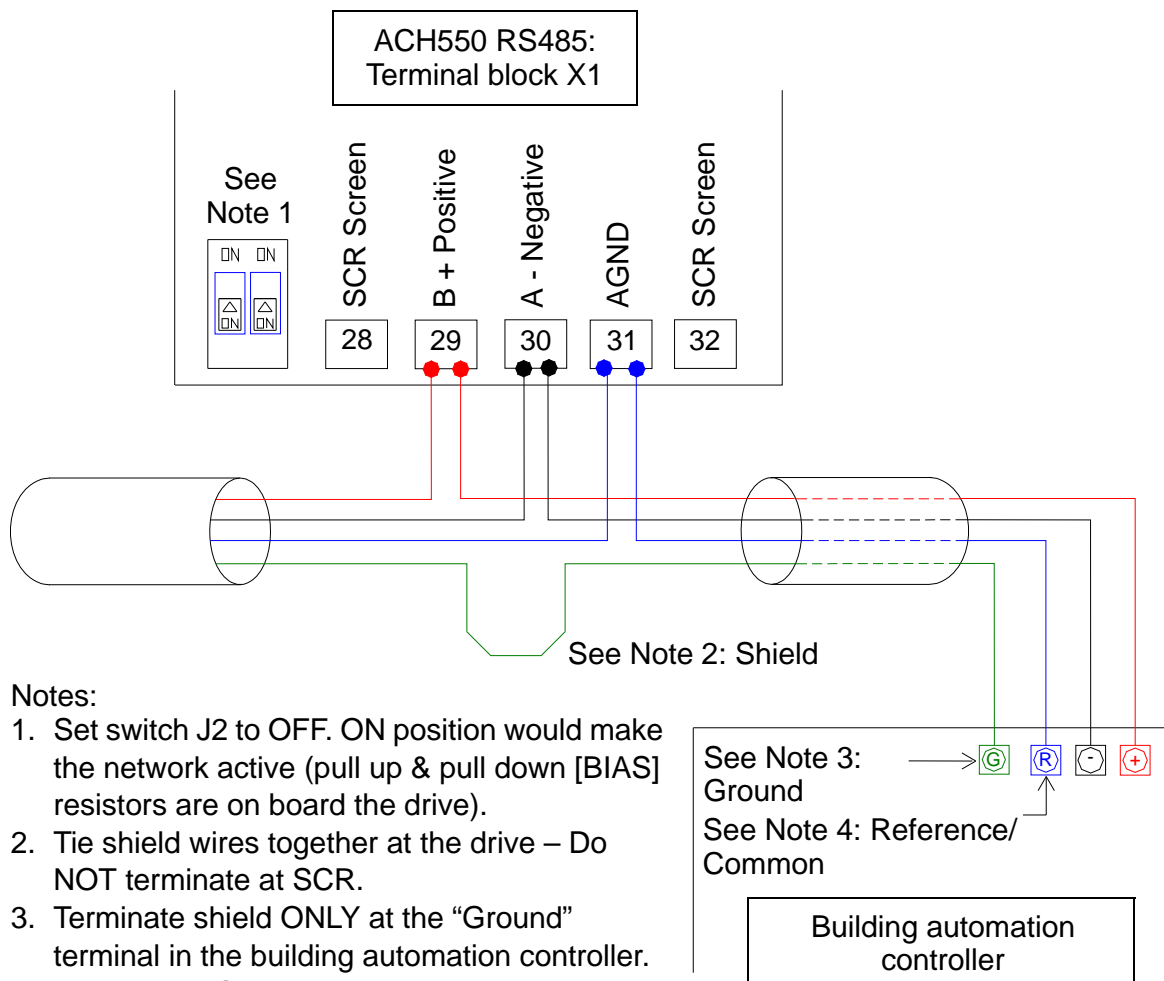 ACH550 RS485:
Terminal block X1
See
Note 1
ON ON
ON ON
SCR Screen
B + Positive
A - Negative
AGND
SCR Screen
28
29
30
31
32
See Note 2: Shield
Notes:
1. Set switch J2 to OFF. ON position would make
the network active (pull up & pull down [BIAS]
resistors are on board the drive).
2. Tie shield wires together at the drive – Do
NOT terminate at SCR.
3. Terminate shield ONLY at the “Ground”
terminal in the building automation controller.
See Note 3:
Ground
G R - +
See Note 4: Reference/
Common
Building automation
controller